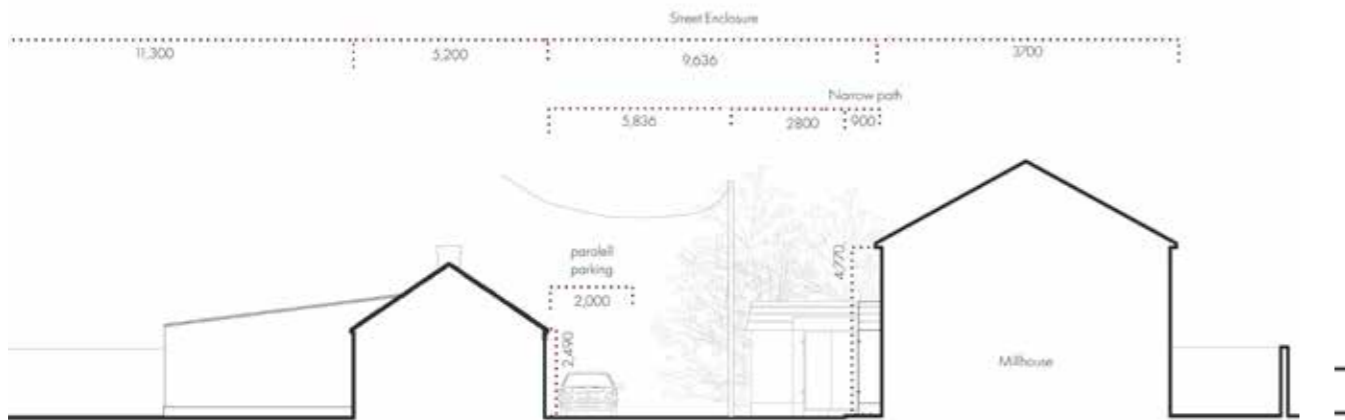 Street Enclosure
11,300
5,200
9,636
3700
Narrow path
5,836
2800
900
paralell
parking
2,000
2,490
4,770
Millhouse